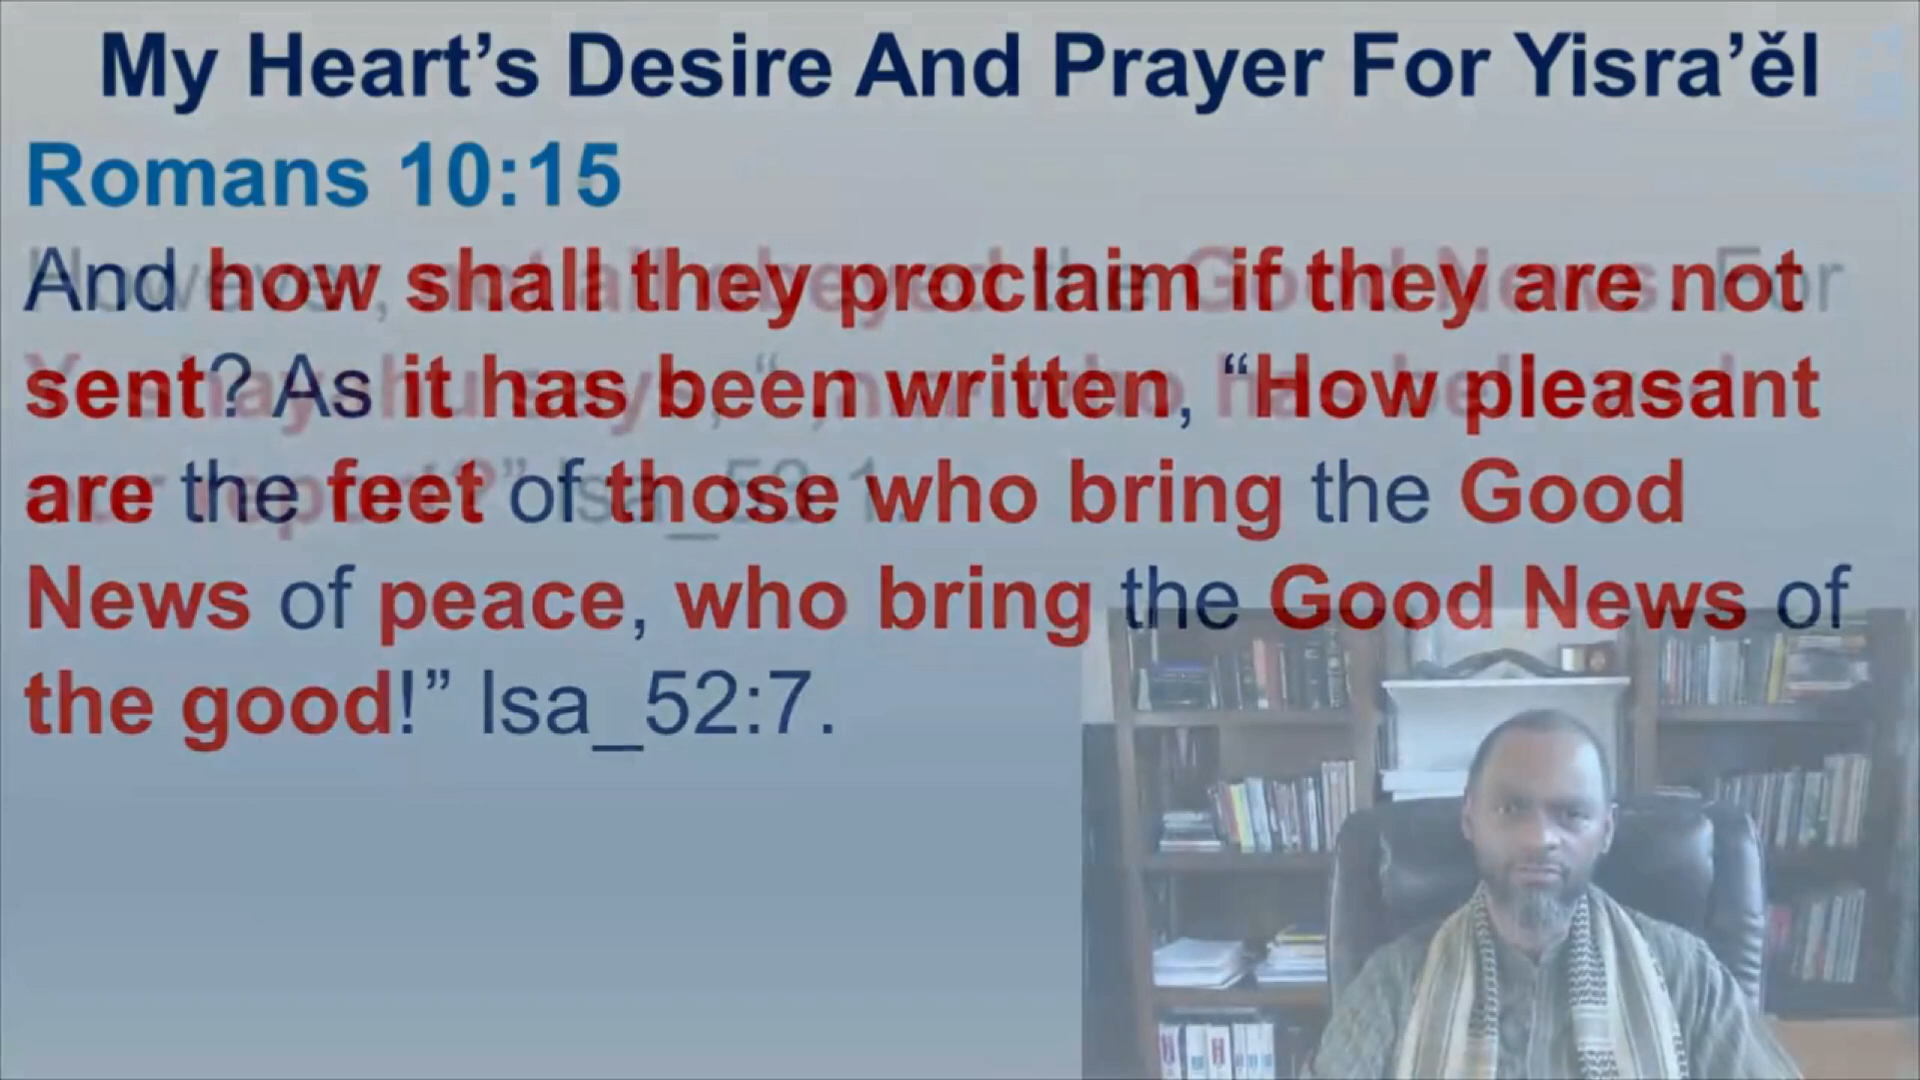 My Heart’s Desire And Prayer For Yisra’ĕl
Romans 10:15
And how shall they proclaim if they are not
sent? As it has been written, “How pleasant
are the feet of those who bring the Good
News of peace, who bring the Good News of
the good!” Isa_52:7.